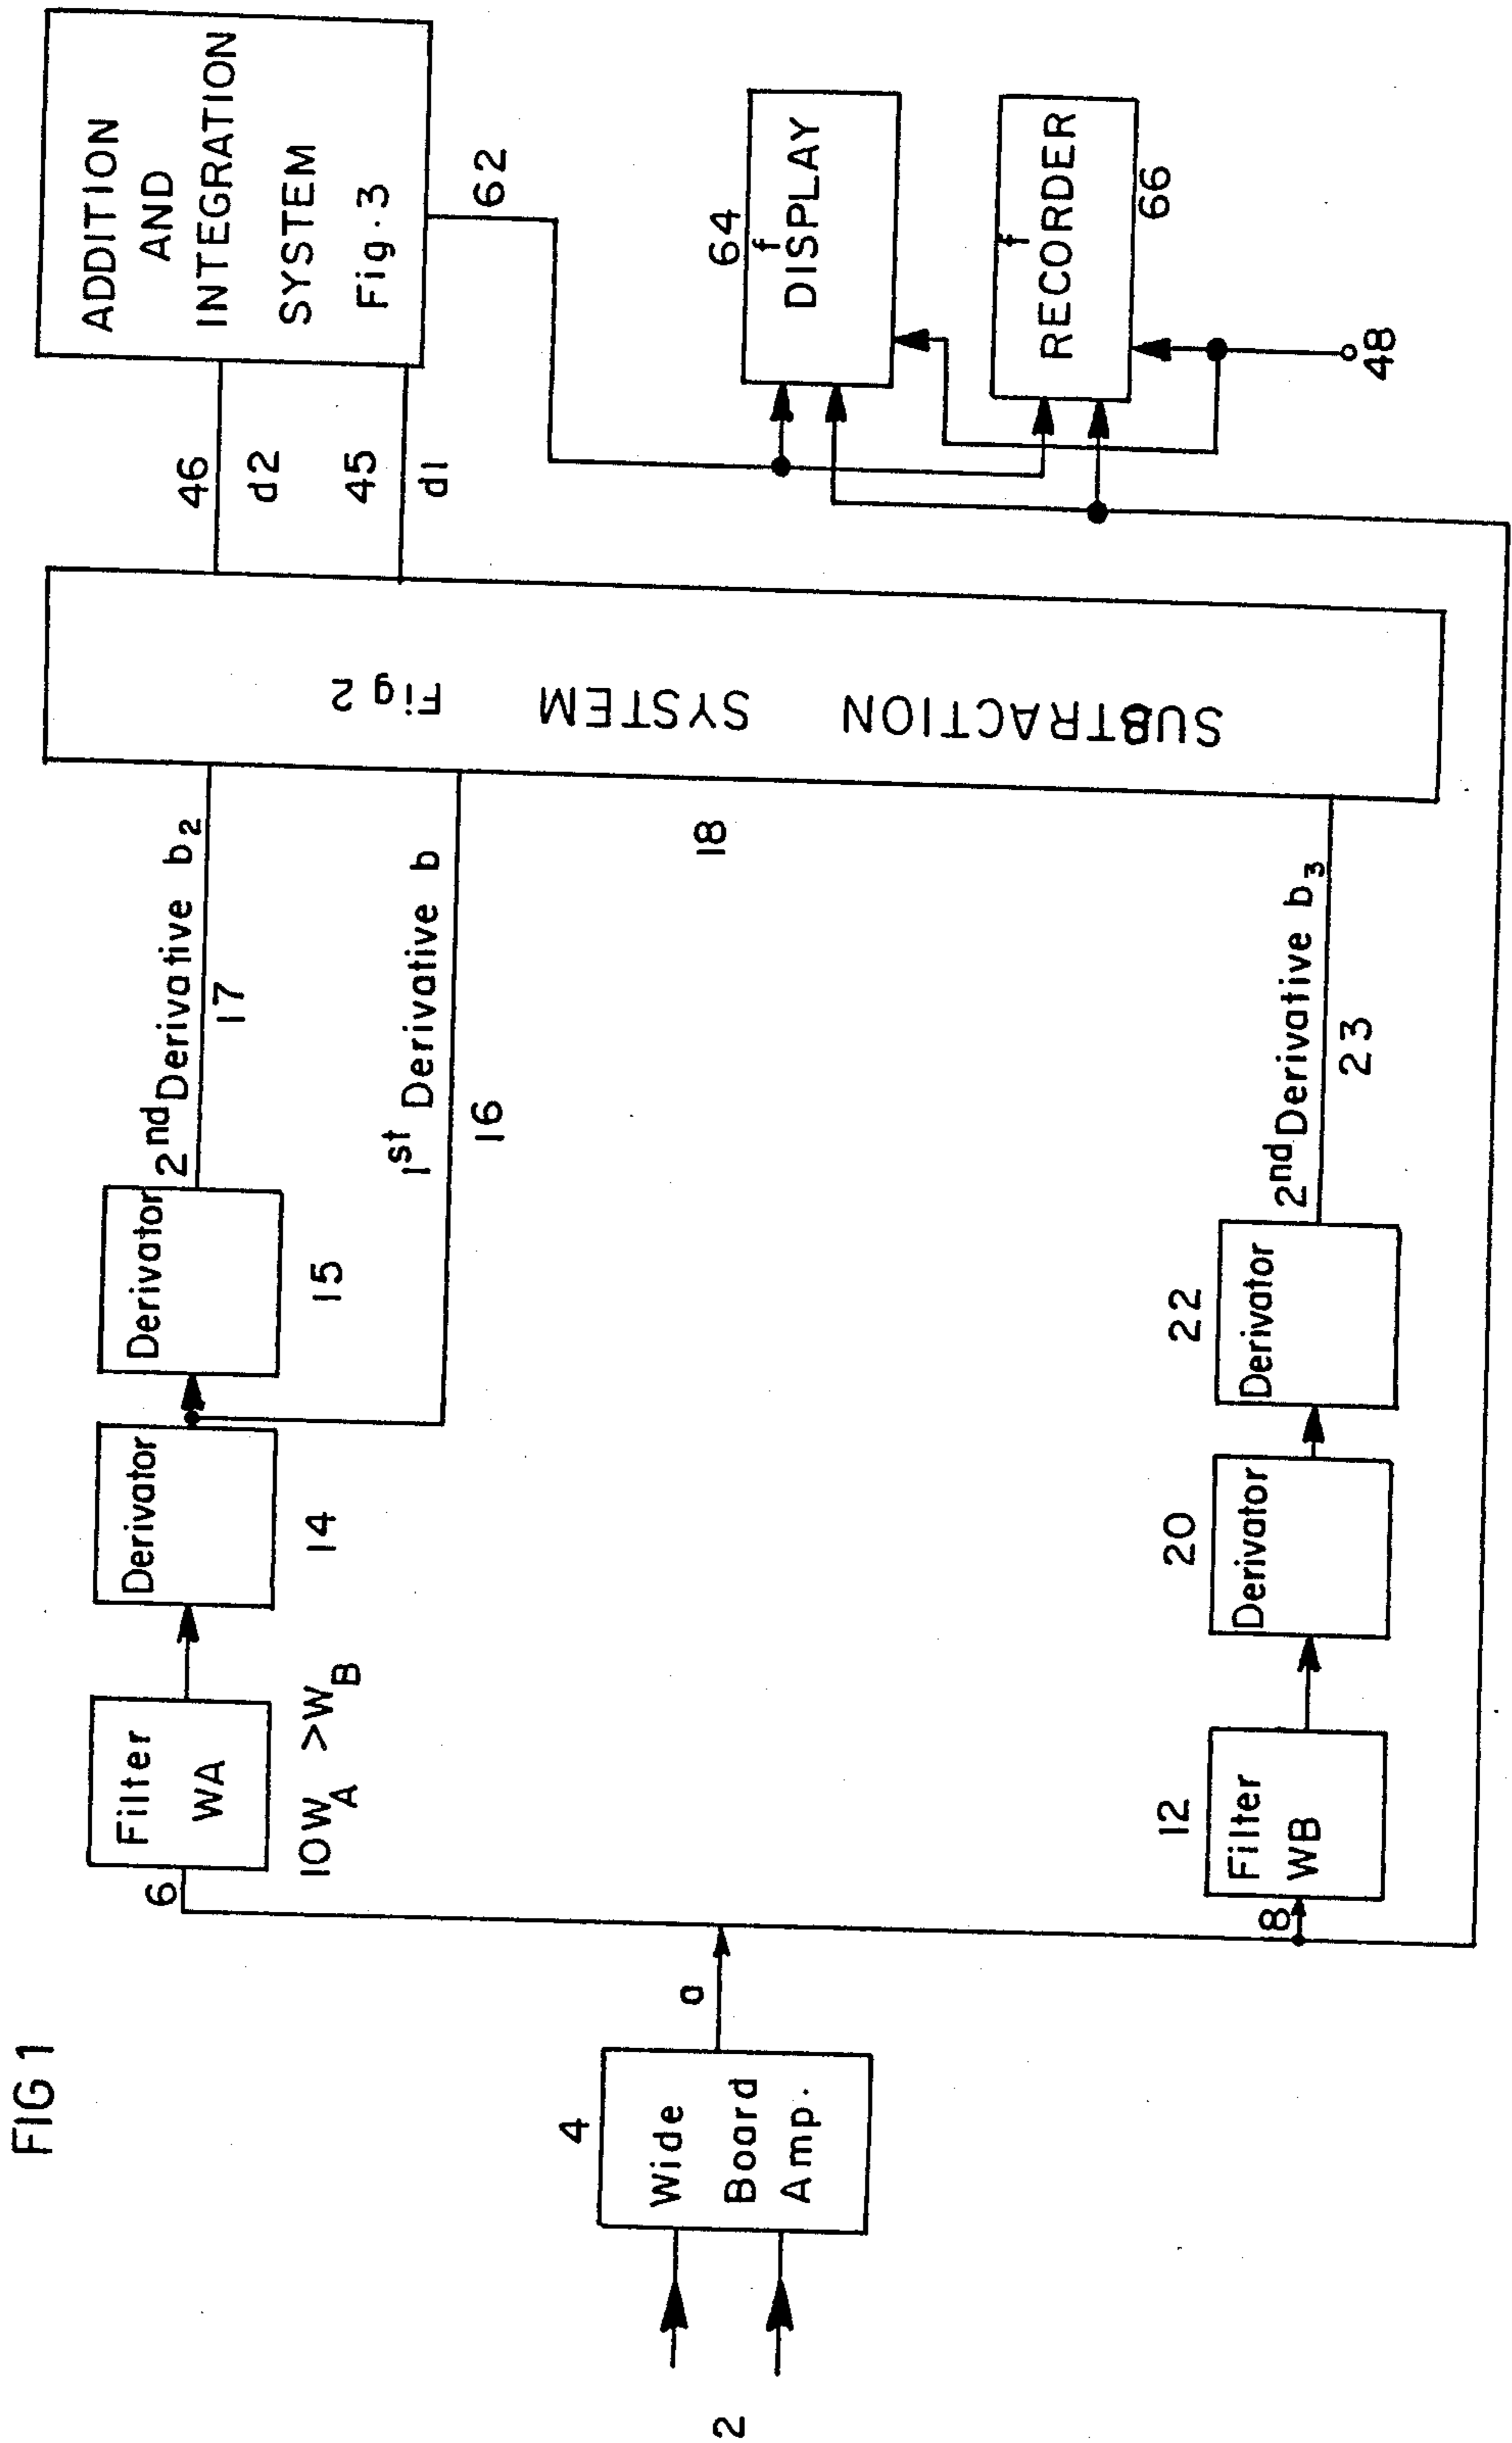 FIG 1
2
4
Wide
Board
Amp.
a
6
Filter
WA
10 WA > WB
Derivator
14
Derivator
15
2nd Derivative b2
17
1st Derivative b
16
8
12
Filter
WB
20
Derivator
22
Derivator
2nd Derivative b3
23
18
SUBTRACTION SYSTEM Fig 2
46
d2
45
d1
ADDITION
AND
INTEGRATION
SYSTEM
Fig. 3
62
64
f
DISPLAY
f
RECORDER
66
48